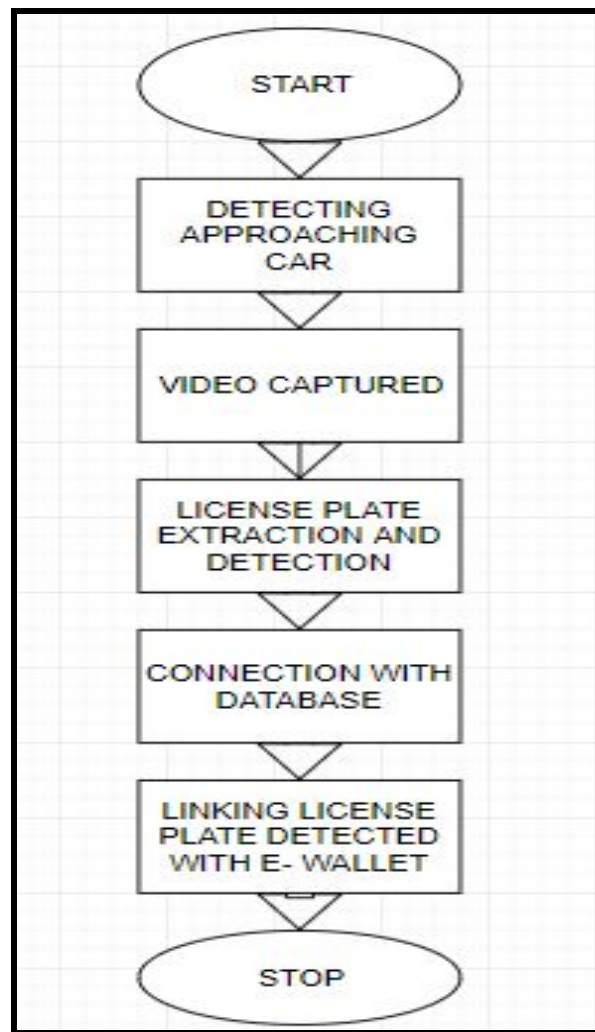 START
DETECTING
APPROACHING
CAR
VIDEO CAPTURED
LICENSE PLATE
EXTRACTION AND
DETECTION
CONNECTION WITH
DATABASE
LINKING LICENSE
PLATE DETECTED
WITH E- WALLET
STOP